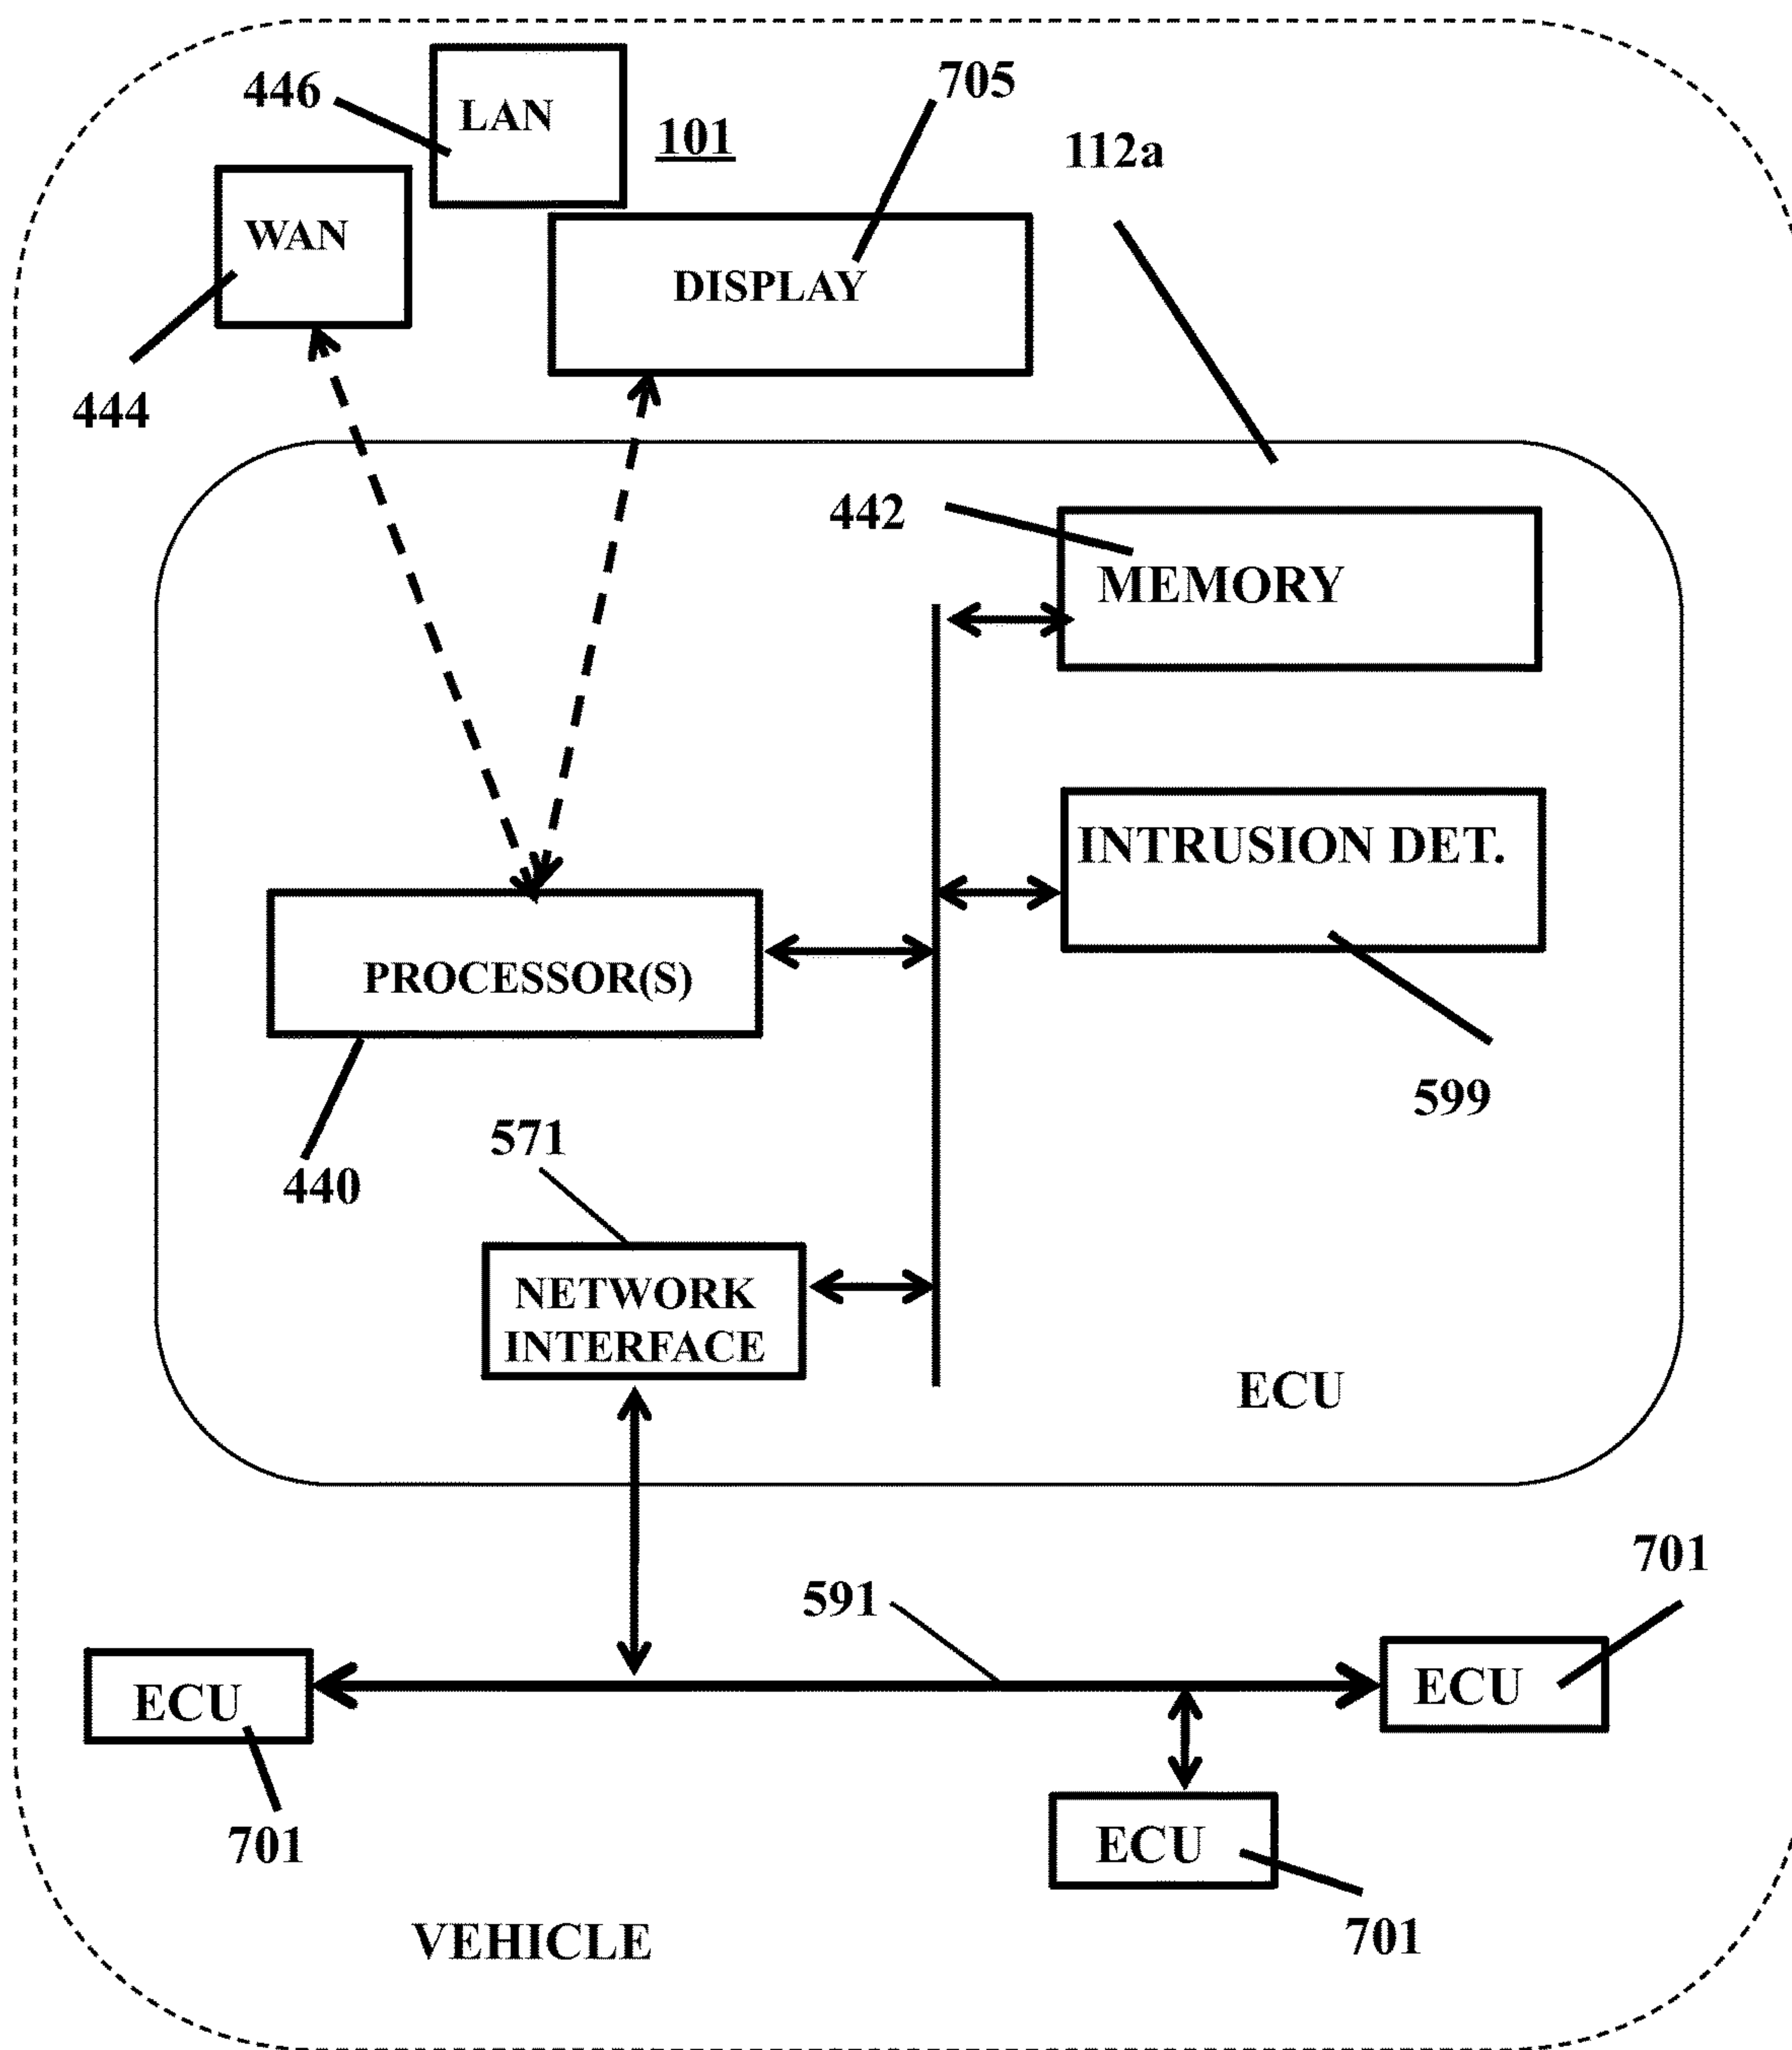 446
LAN
101
705
112a
WAN
DISPLAY
444
442
MEMORY
INTRUSION DET.
PROCESSOR(S)
599
571
440
NETWORK
INTERFACE
ECU
701
591
ECU
ECU
701
ECU
701
VEHICLE